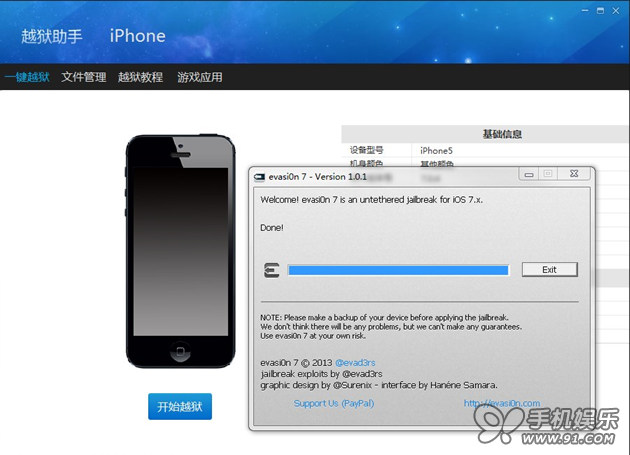 越狱助手 iPhone
一键越狱 文件管理 越狱教程 游戏应用
基础信息
设备型号 iPhone5
机身颜色 其他颜色
evasi0n 7 - Version 1.0.1
Welcome! evasi0n 7 is an untethered jailbreak for iOS 7.x.
Done!
Exit
NOTE: Please make a backup of your device before applying the jailbreak.
We don't think there will be any problems, but we can't make any guarantees.
Use evasi0n 7 at your own risk.
evasi0n 7 © 2013 @evad3rs
jailbreak exploits by @evad3rs
graphic design by @Surenix - interface by Hanéne Samara.
Support Us (PayPal) http://evasi0n.com
开始越狱
手机娱乐
www.91.com